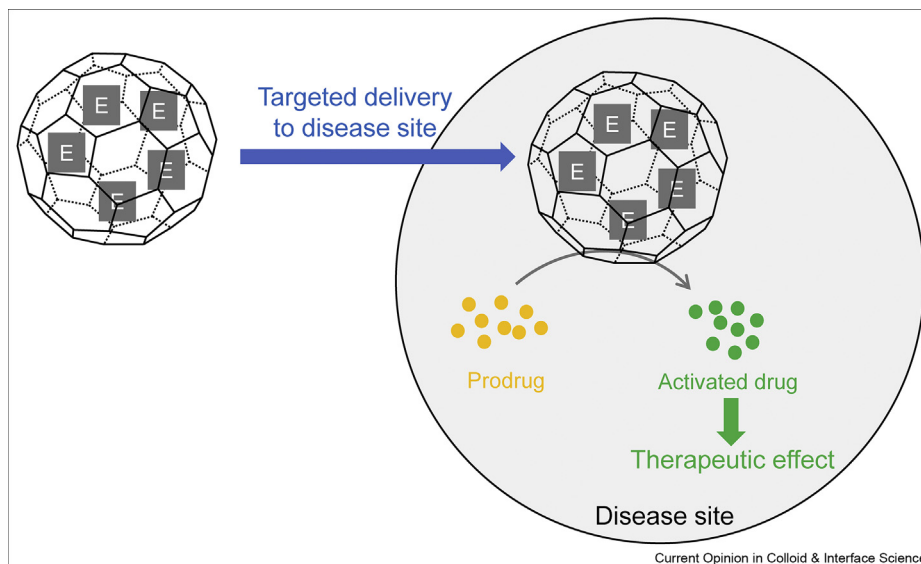 E
E
E
E
E
Targeted delivery
to disease site
E
E
E
E
E
Prodrug
Activated drug
Therapeutic effect
Disease site
Current Opinion in Colloid & Interface Science